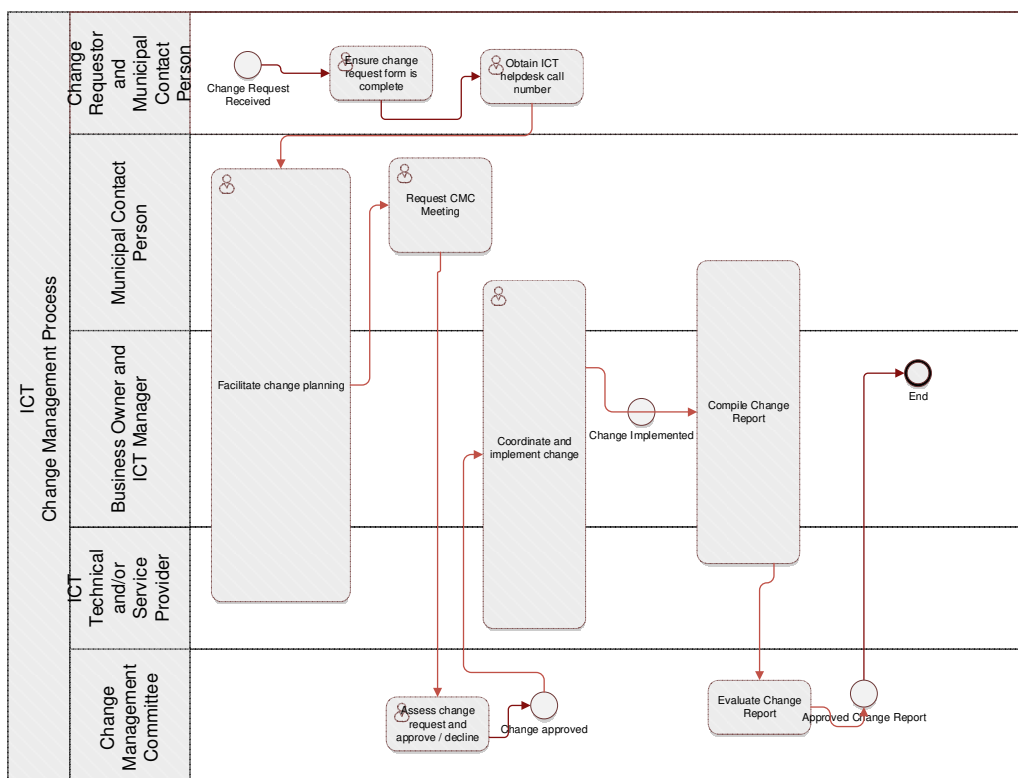 ICT
Change Management Process
Change
Requestor
and
Municipal Contact
Person
Change Request
Received
Ensure change
request form is
complete
Obtain ICT
helpdesk call
number
Municipal Contact
Person
Request CMC
Meeting
Business Owner and
ICT Manager
Facilitate change planning
Coordinate and
implement change
Change Implemented
Compile Change
Report
End
ICT
Technical
and/or
Service
Provider
Change
Management
Committee
Assess change
request and
approve / decline
Change approved
Evaluate Change
Report
Approved Change Report